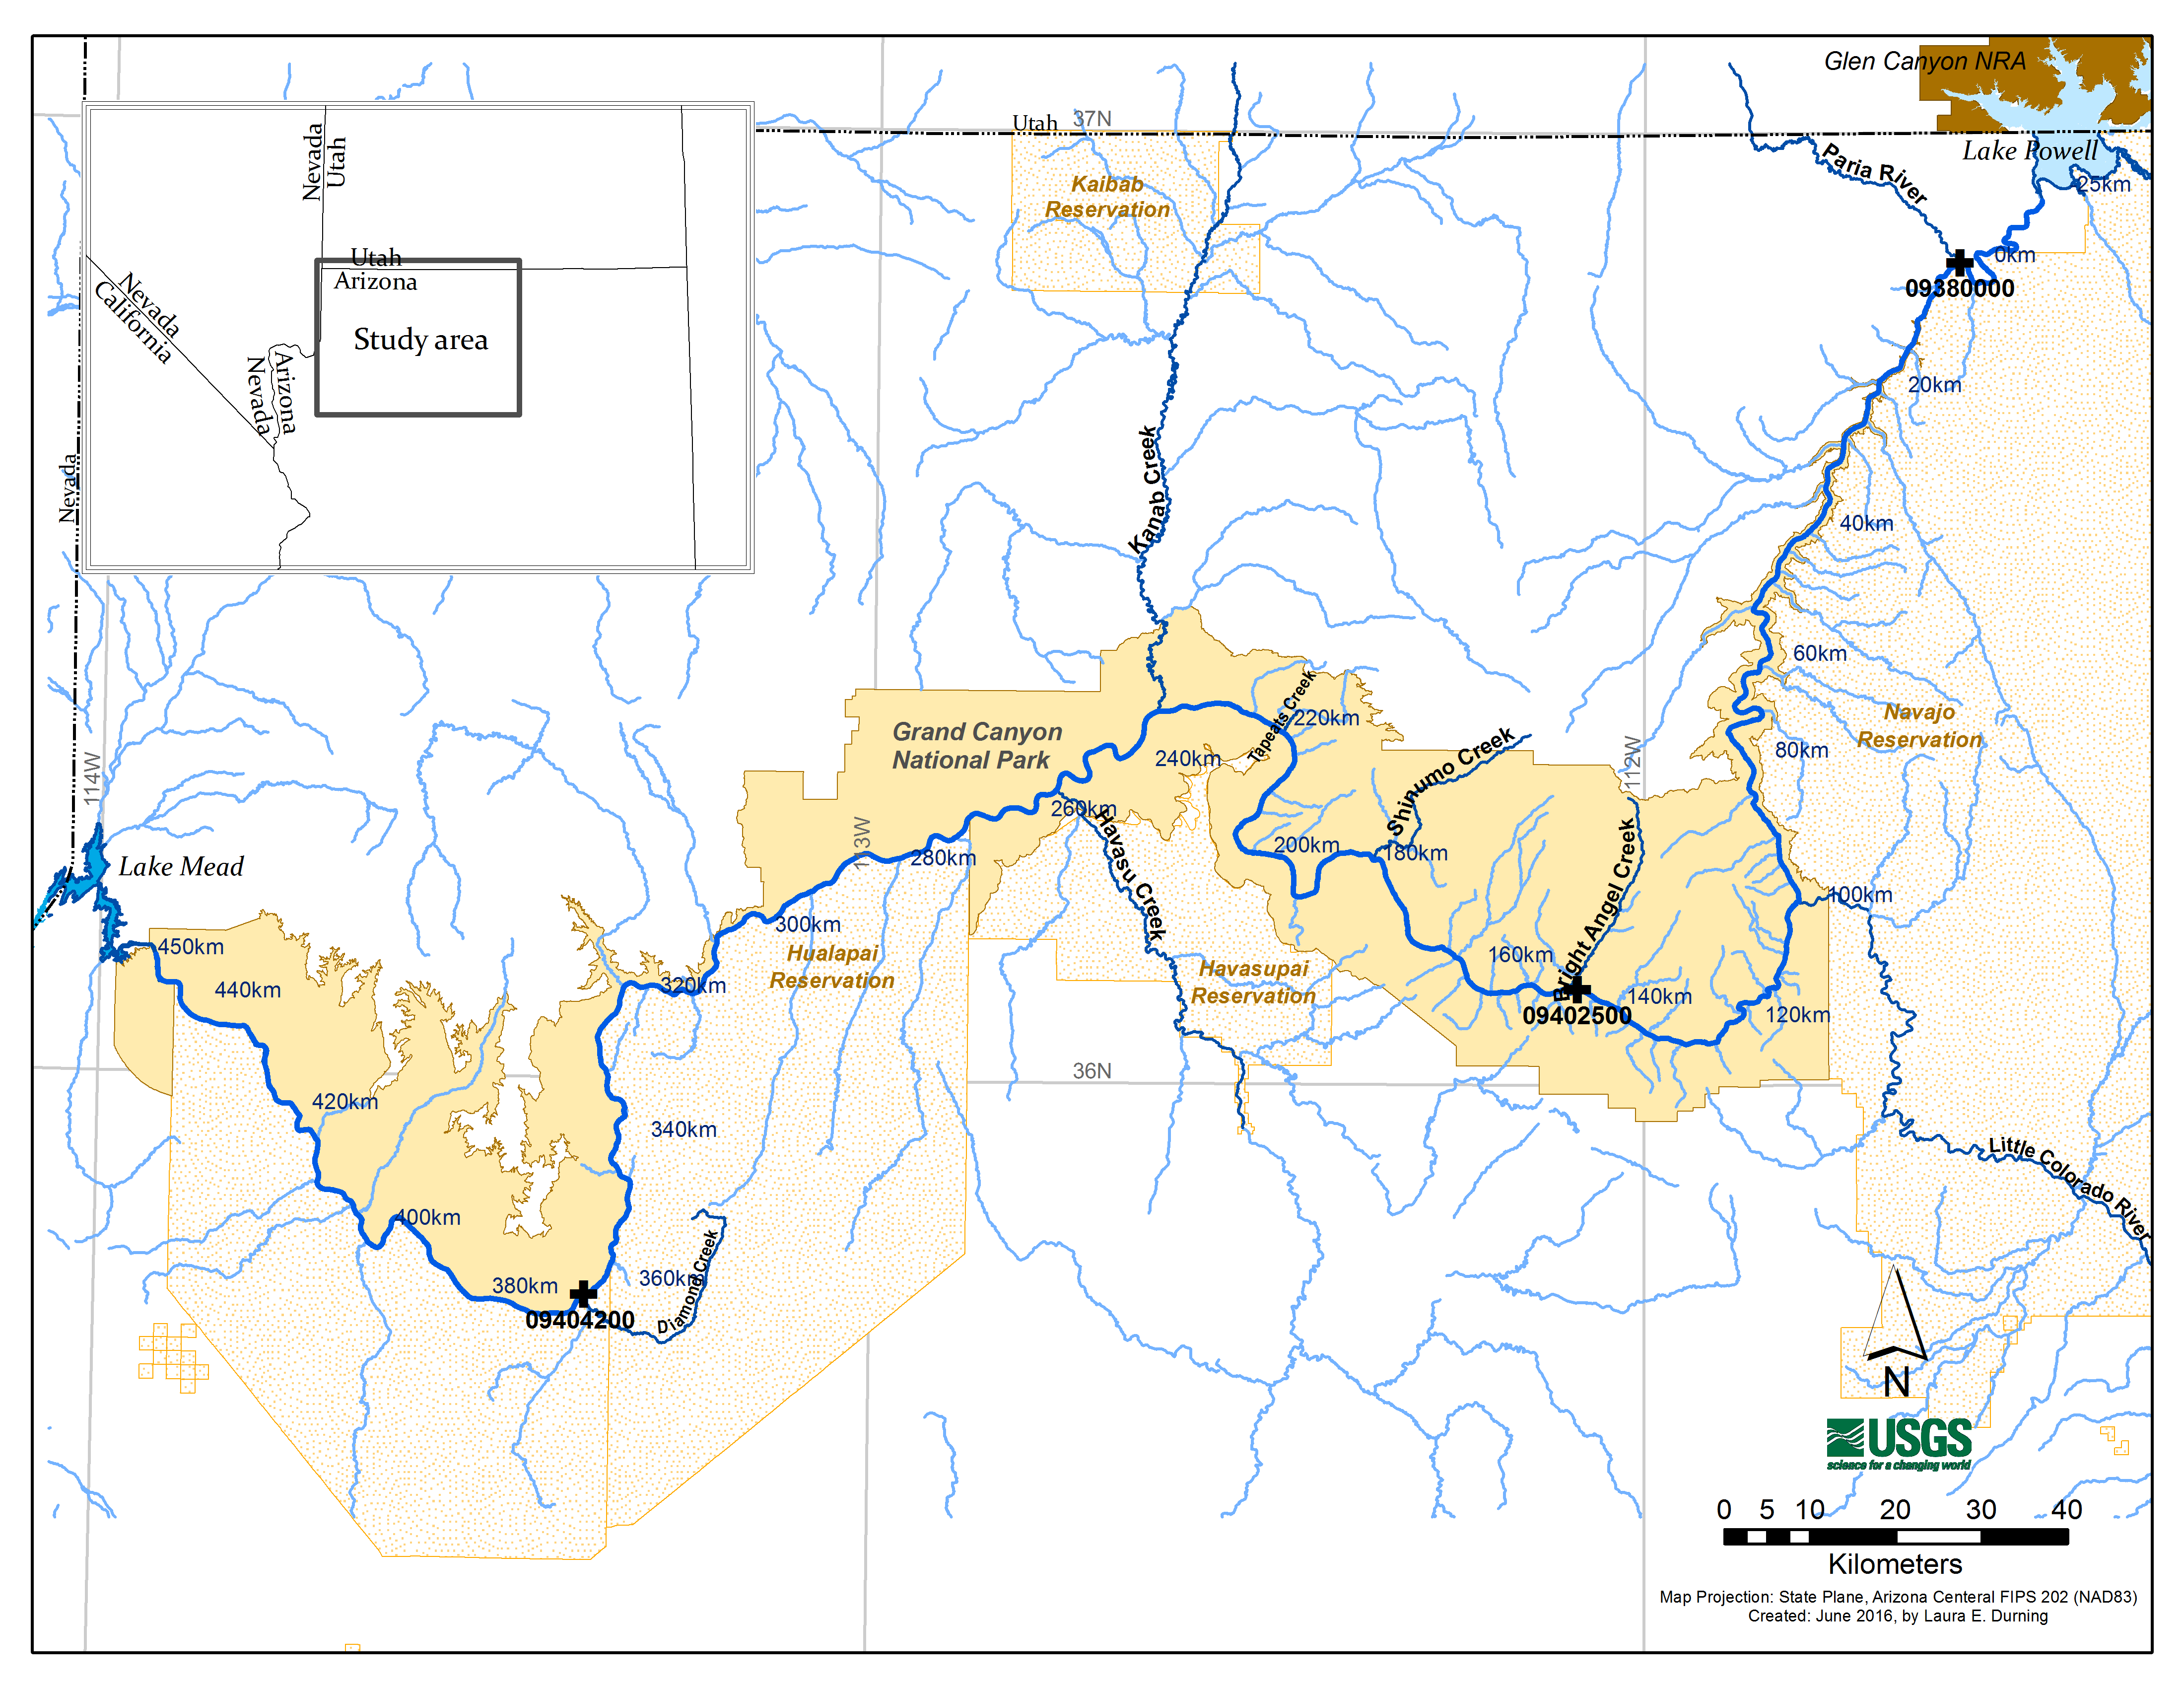 Glen Canyon NRA
Utah
37N
Lake Powell
Paria River
-25km
0km
09380000
Kaibab
Reservation
Nevada
Utah
Utah
Arizona
Study area
Nevada
California
Arizona
Nevada
Nevada
20km
40km
Kanab Creek
60km
Navajo
Reservation
80km
Grand Canyon
National Park
Tapeats Creek
220km
240km
Shinumo Creek
112W
114W
113W
260km
Havasu Creek
280km
200km
180km
Bright Angel Creek
100km
Lake Mead
300km
Hualapai
Reservation
320km
Havasupai
Reservation
160km
140km
09402500
120km
450km
440km
36N
420km
340km
Little Colorado River
400km
380km
360km
Diamond Creek
09404200
N
USGS
science for a changing world
0 5 10 20 30 40
Kilometers
Map Projection: State Plane, Arizona Centeral FIPS 202 (NAD83)
Created: June 2016, by Laura E. Durning